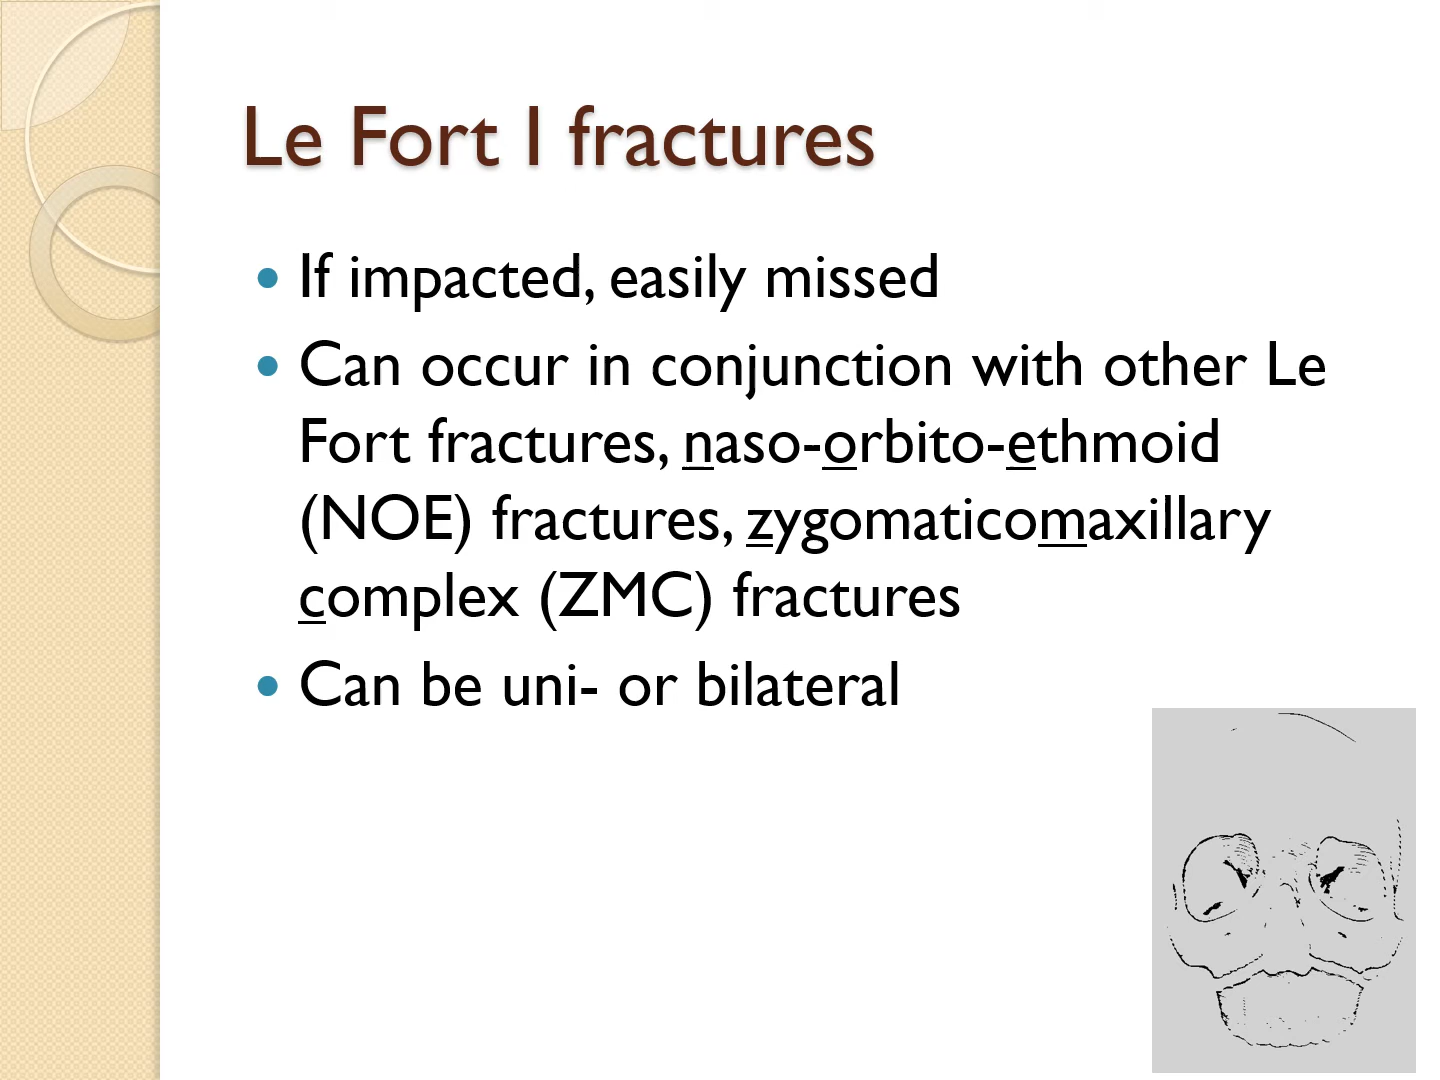 Le Fort I fractures
• If impacted, easily missed
• Can occur in conjunction with other Le
Fort fractures, naso-orbito-ethmoid
(NOE) fractures, zygomaticomaxillary
complex (ZMC) fractures
• Can be uni- or bilateral